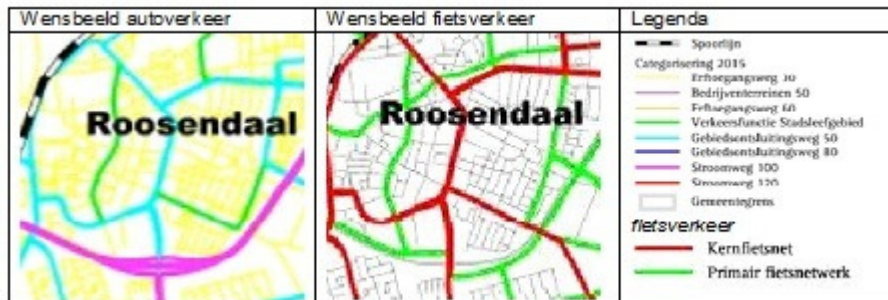 Wensbeeld autoverkeer
Wensbeeld fietsverkeer
Legenda
Roosendaal
Roosendaal
Spoorlijn
Categorisering 2015
Erftoegangsweg 30
Bedrijventerreinen 50
Erftoegangsweg 60
Verkeersfunctie Stadsleefgebied
Gebiedsontsluitingsweg 50
Gebiedsontsluitingsweg 80
Stroomweg 100
Stroomweg 120
Gemeentegrens
fietsverkeer
Kernfietsnet
Primair fietsnetwerk